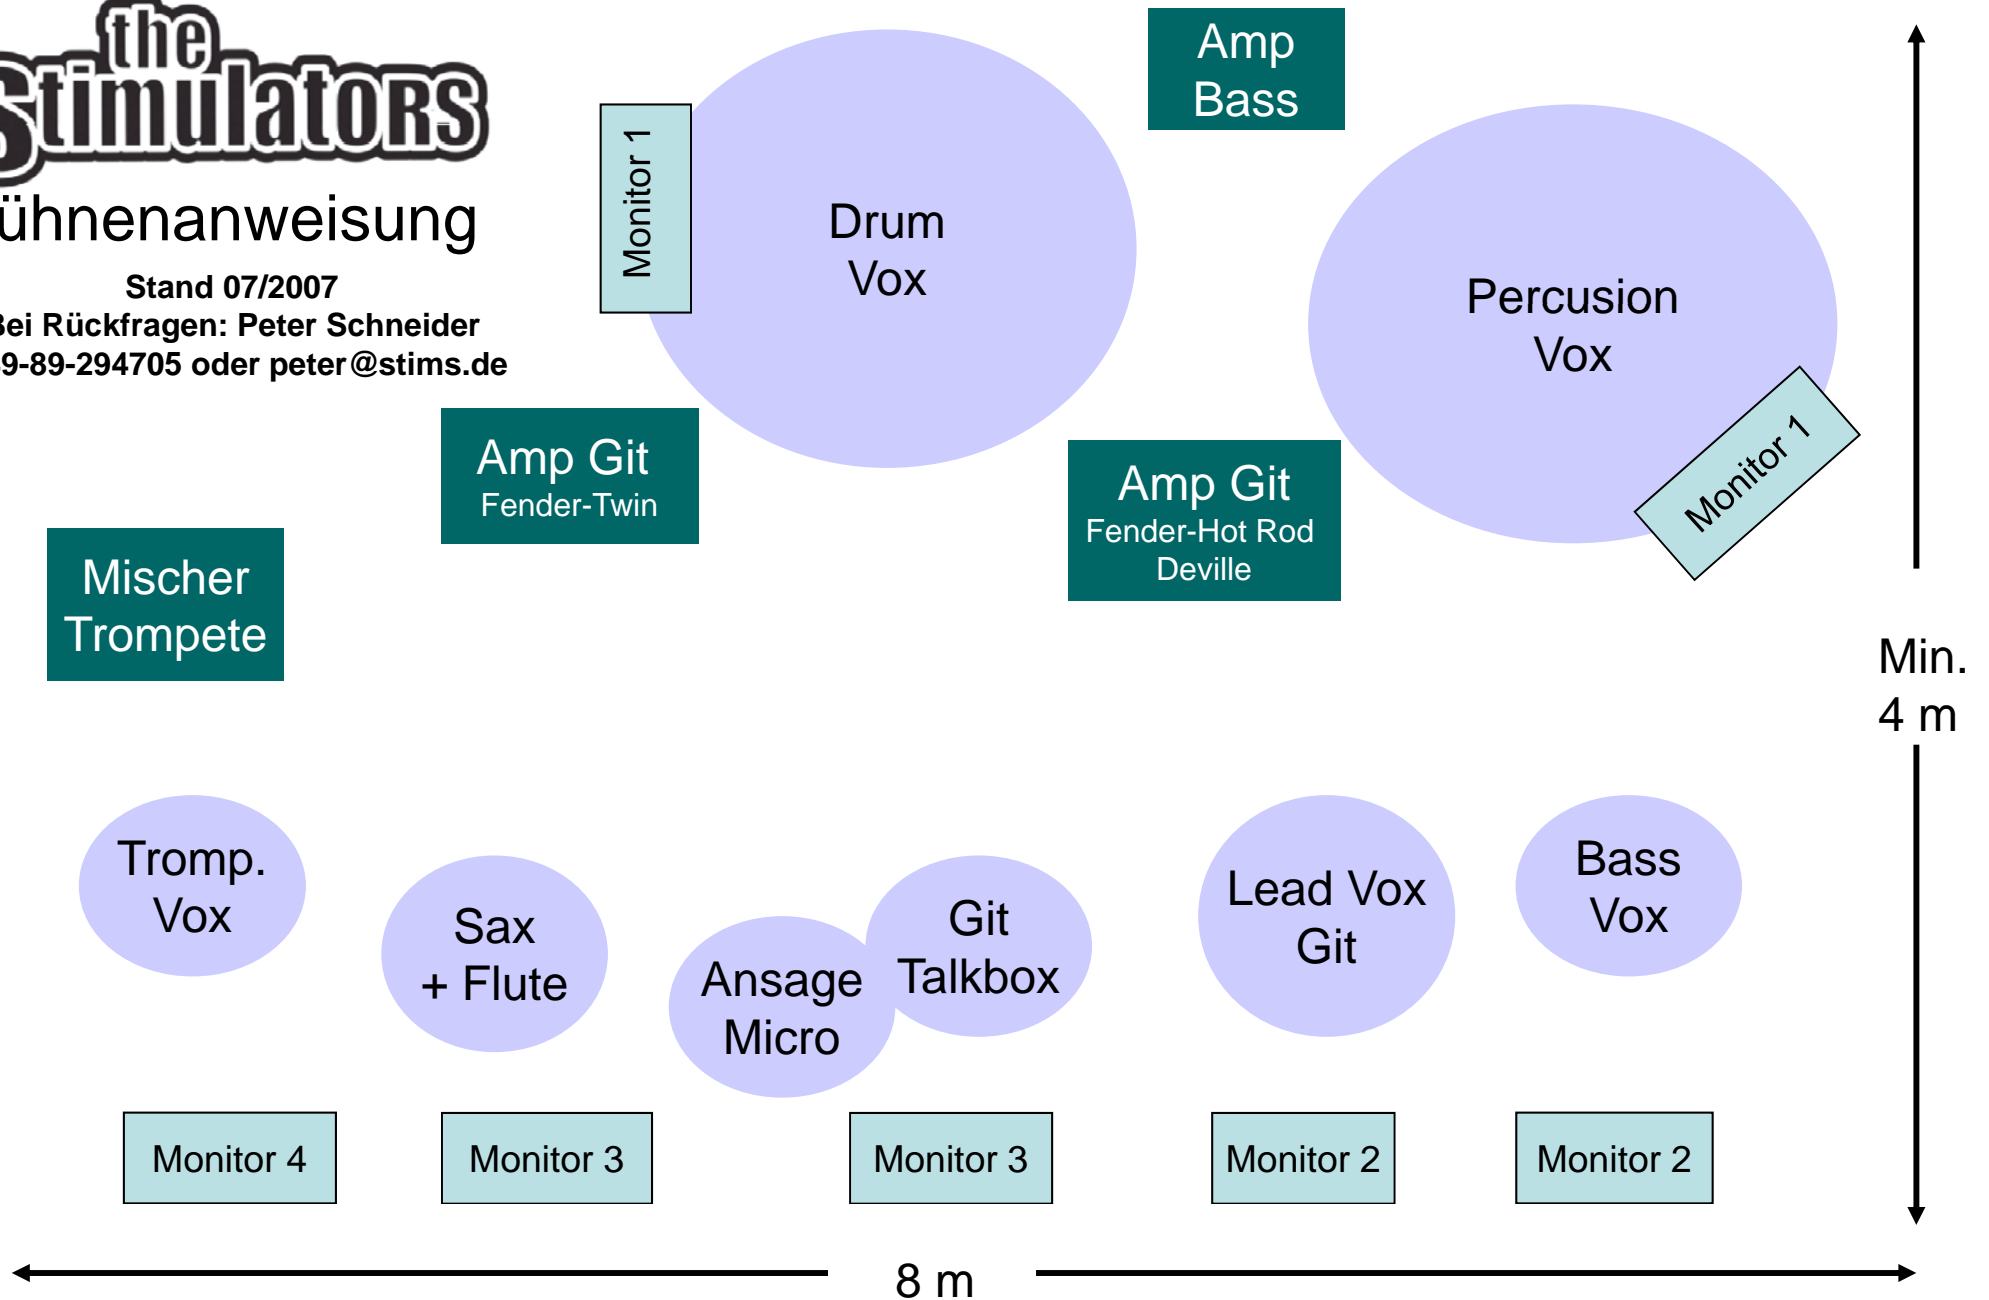 the
Stimulators
ühnenanweisung
Stand 07/2007
Bei Rückfragen: Peter Schneider
9-89-294705 oder peter@stims.de
Amp
Bass
Monitor 1
Drum
Vox
Percusion
Vox
Monitor 1
Amp Git
Fender-Twin
Amp Git
Fender-Hot Rod
Deville
Mischer
Trompete
Min.
4 m
Tromp.
Vox
Sax
+ Flute
Ansage
Micro
Git
Talkbox
Lead Vox
Git
Bass
Vox
Monitor 4
Monitor 3
Monitor 3
Monitor 2
Monitor 2
8 m